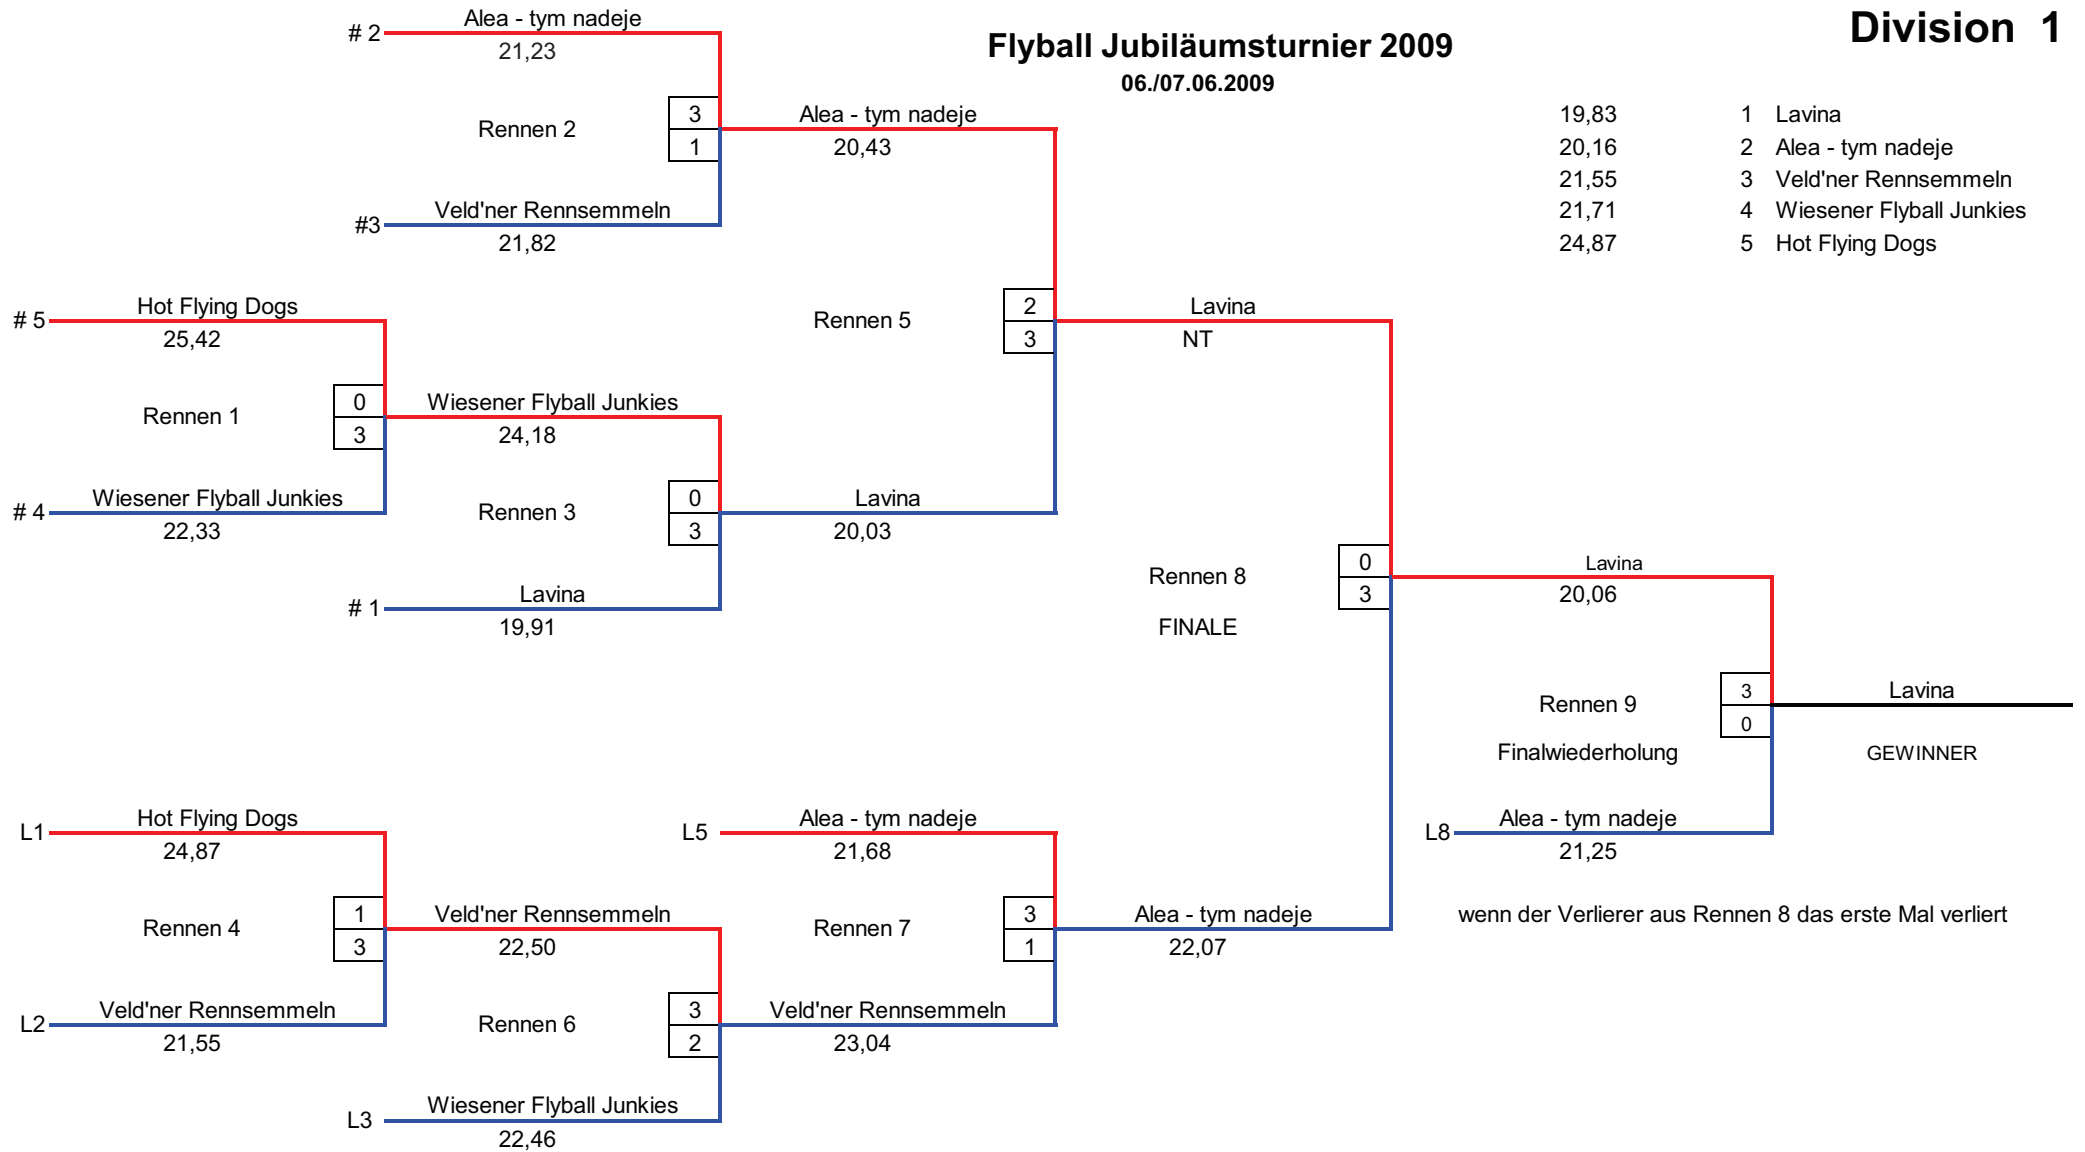 Division 1
Flyball Jubiläumsturnier 2009
06./07.06.2009
19,83 1 Lavina
20,16 2 Alea - tym nadeje
21,55 3 Veld'ner Rennsemmeln
21,71 4 Wiesener Flyball Junkies
24,87 5 Hot Flying Dogs
# 2 Alea - tym nadeje
21,23
Rennen 2
3
1
#3 Veld'ner Rennsemmeln
21,82
# 5 Hot Flying Dogs
25,42
Rennen 1
0
3
# 4 Wiesener Flyball Junkies
22,33
Wiesener Flyball Junkies
24,18
Rennen 3
0
3
# 1 Lavina
19,91
Alea - tym nadeje
20,43
Rennen 5
2
3
Lavina
20,03
Lavina
NT
Rennen 8
FINALE
0
3
L1 Hot Flying Dogs
24,87
Rennen 4
1
3
L2 Veld'ner Rennsemmeln
21,55
Veld'ner Rennsemmeln
22,50
Rennen 6
3
2
L3 Wiesener Flyball Junkies
22,46
L5 Alea - tym nadeje
21,68
Rennen 7
3
1
Veld'ner Rennsemmeln
23,04
Alea - tym nadeje
22,07
Lavina
20,06
Rennen 9
Finalwiederholung
3
0
L8 Alea - tym nadeje
21,25
wenn der Verlierer aus Rennen 8 das erste Mal verliert
Lavina
GEWINNER